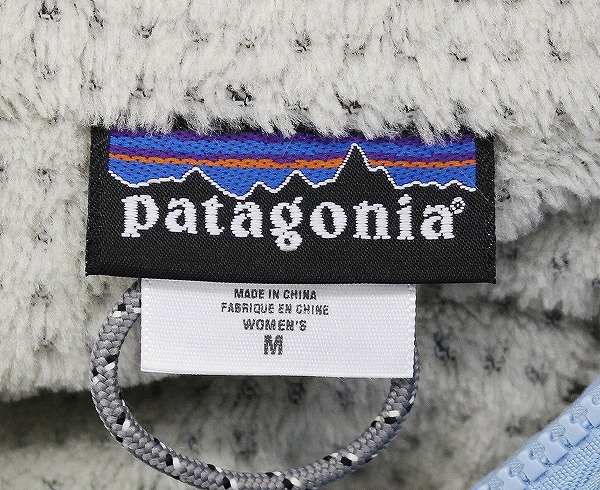 patagonia®
MADE IN CHINA
FABRIQUE EN CHINE
WOMEN'S
M